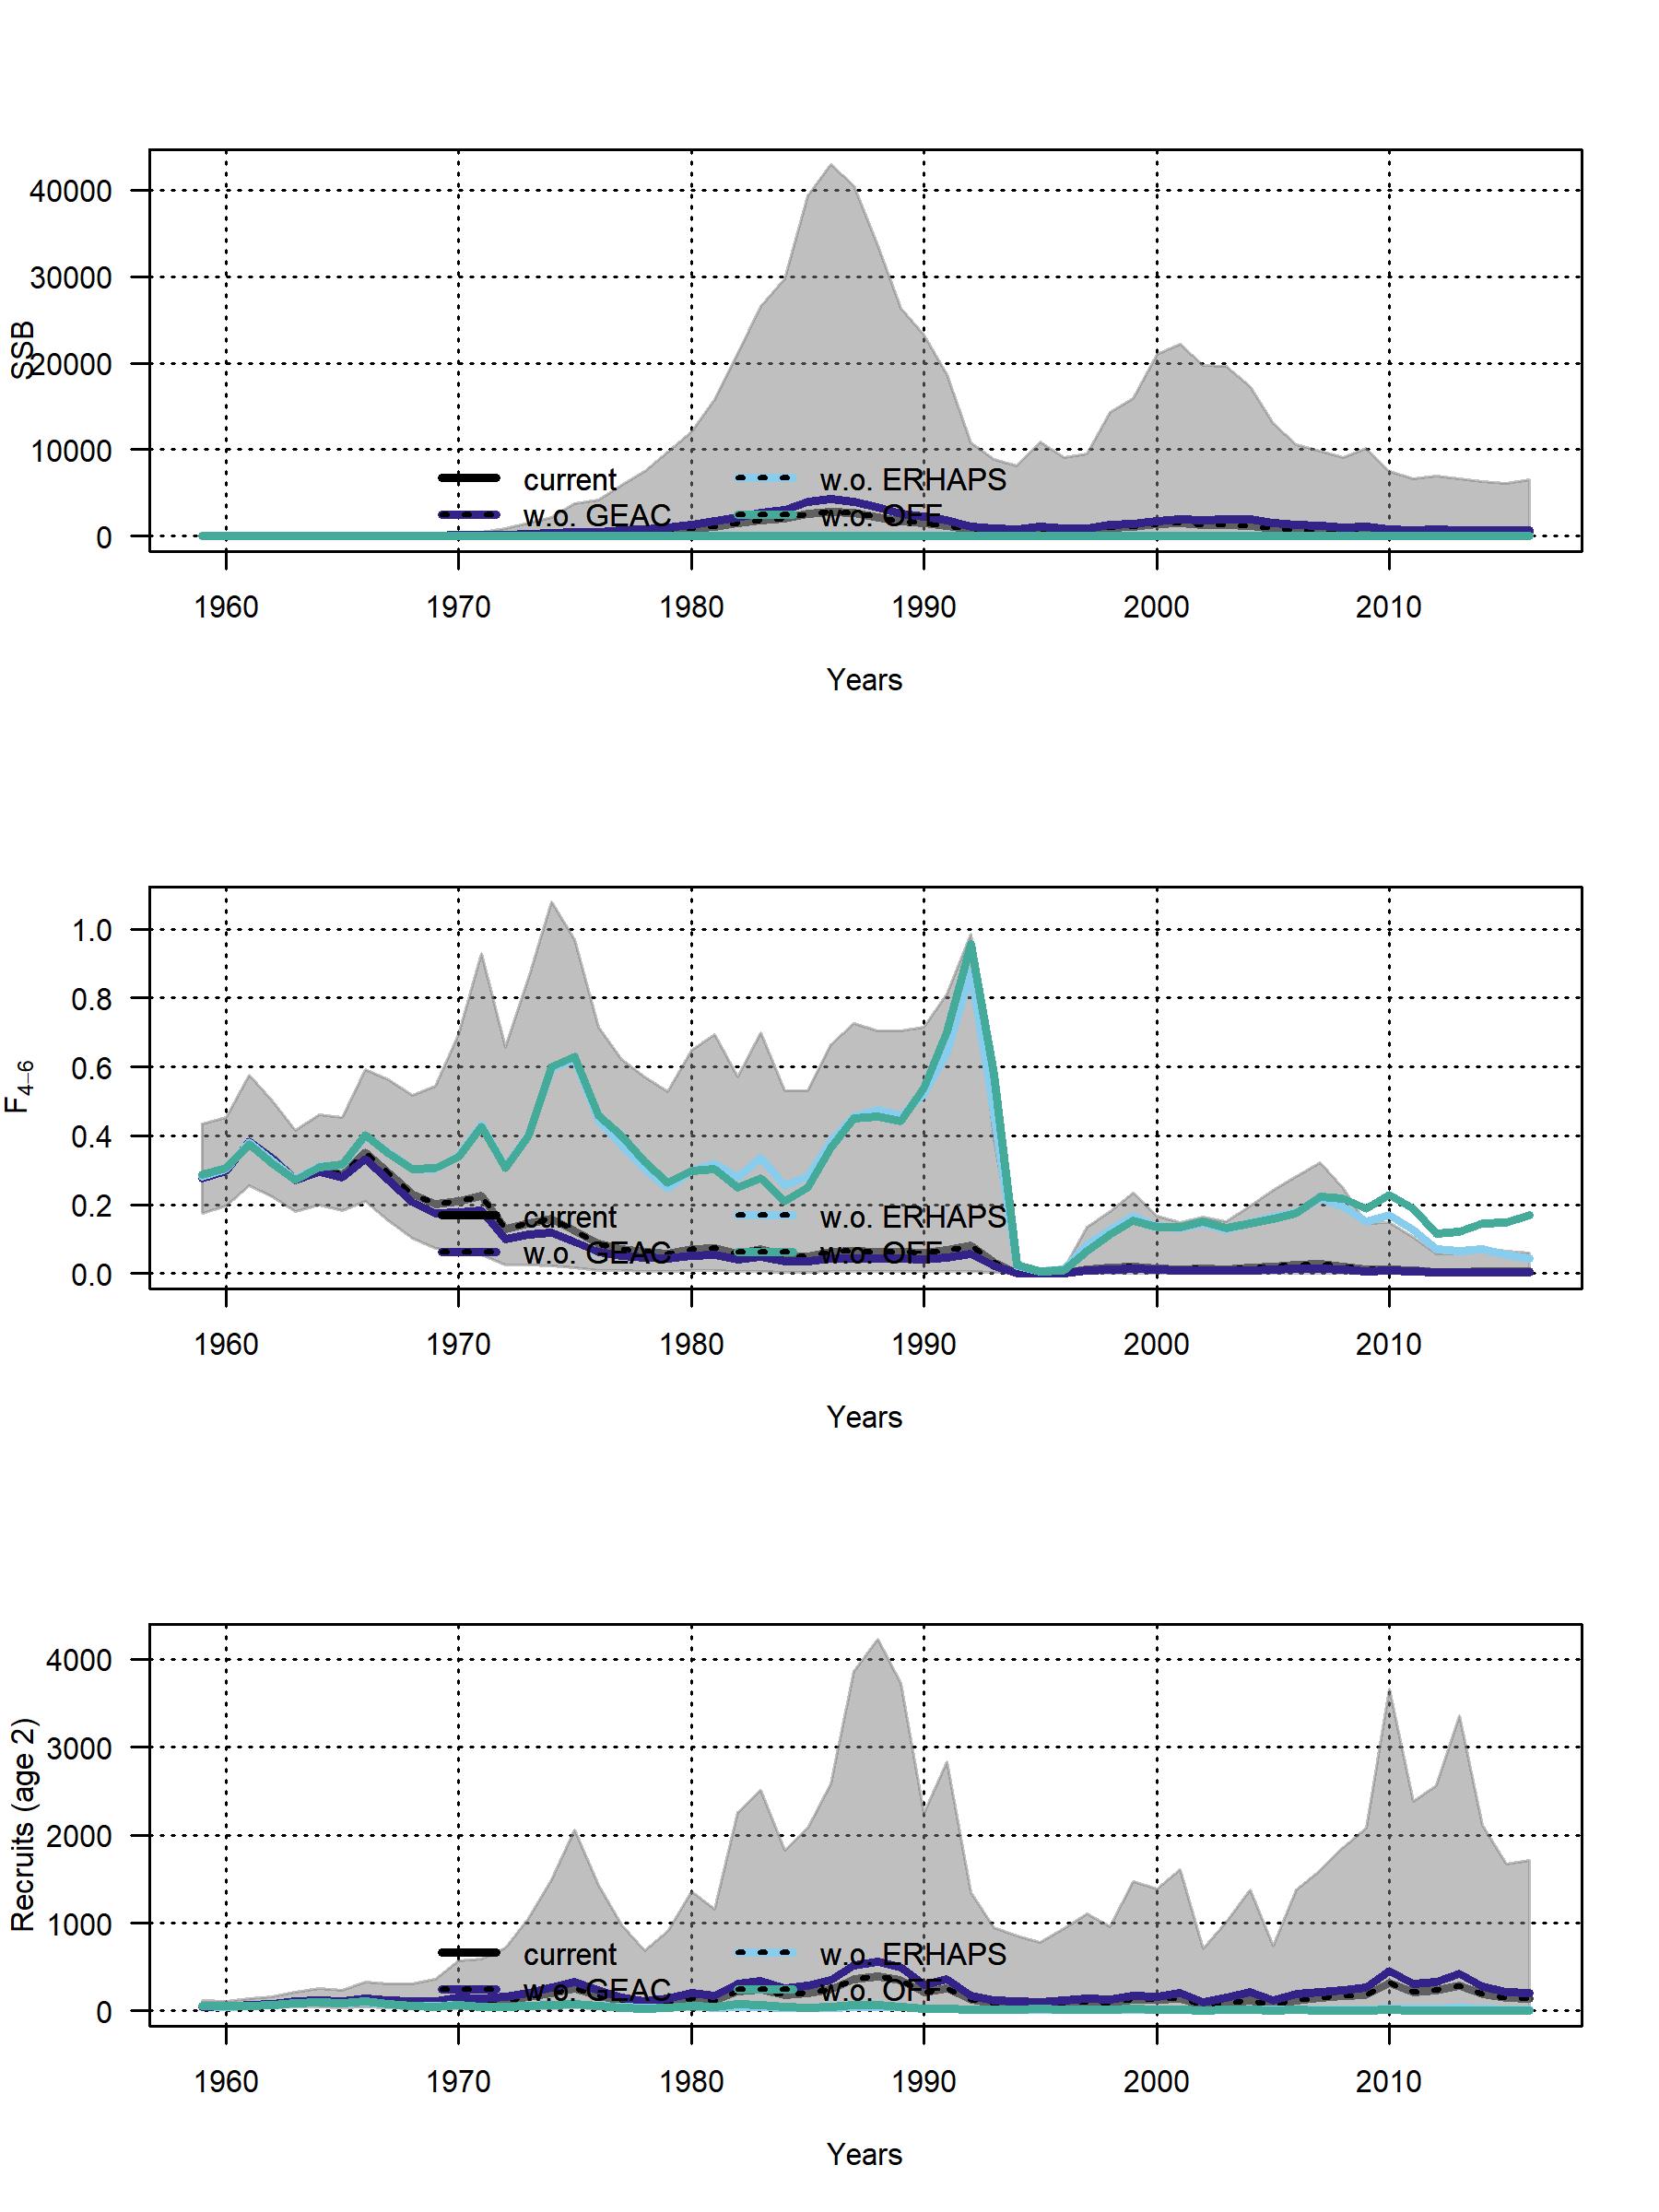 40000
30000
20000
10000
0
SSB
current
w.o. ERHAPS
w.o. GEAC
w.o. OFF
1960 1970 1980 1990 2000 2010
Years
1.0
0.8
0.6
0.4
0.2
0.0
F4–6
current
w.o. ERHAPS
w.o. GEAC
w.o. OFF
1960 1970 1980 1990 2000 2010
Years
4000
3000
2000
1000
0
Recruits (age 2)
current
w.o. ERHAPS
w.o. GEAC
w.o. OFF
1960 1970 1980 1990 2000 2010
Years